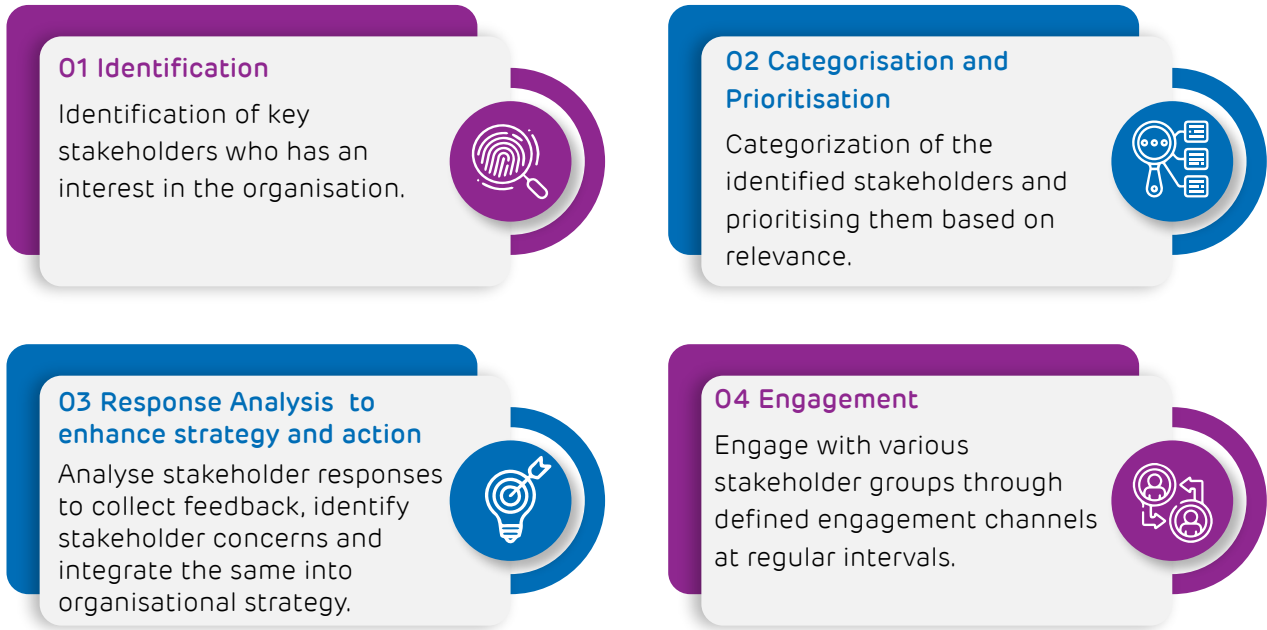 01 Identification
Identification of key
stakeholders who has an
interest in the organisation.
02 Categorisation and
Prioritisation
Categorization of the
identified stakeholders and
prioritising them based on
relevance.
03 Response Analysis  to
enhance strategy and action
Analyse stakeholder responses
to collect feedback, identify
stakeholder concerns and
integrate the same into
organisational strategy.
04 Engagement
Engage with various
stakeholder groups through
defined engagement channels
at regular intervals.